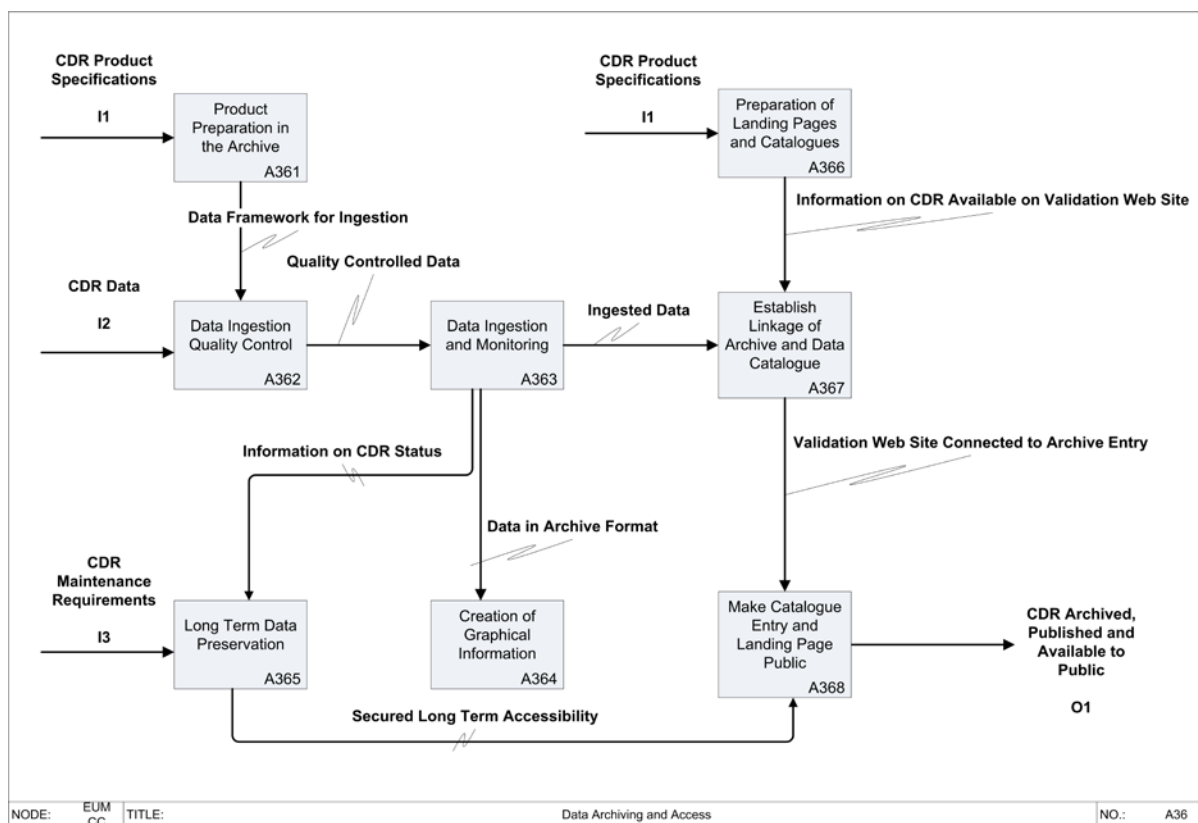 CDR Product
Specifications
I1
Product
Preparation in
the Archive
A361
CDR Product
Specifications
I1
Preparation of
Landing Pages
and Catalogues
A366
Data Framework for Ingestion
Information on CDR Available on Validation Web Site
Quality Controlled Data
CDR Data
I2
Data Ingestion
Quality Control
A362
Data Ingestion
and Monitoring
A363
Ingested Data
Establish
Linkage of
Archive and Data
Catalogue
A367
Information on CDR Status
Validation Web Site Connected to Archive Entry
Data in Archive Format
CDR
Maintenance
Requirements
I3
Long Term Data
Preservation
A365
Creation of
Graphical
Information
A364
Make Catalogue
Entry and
Landing Page
Public
A368
CDR Archived,
Published and
Available to
Public
O1
Secured Long Term Accessibility
NODE:
EUM
CC
TITLE:
Data Archiving and Access
NO.:
A36